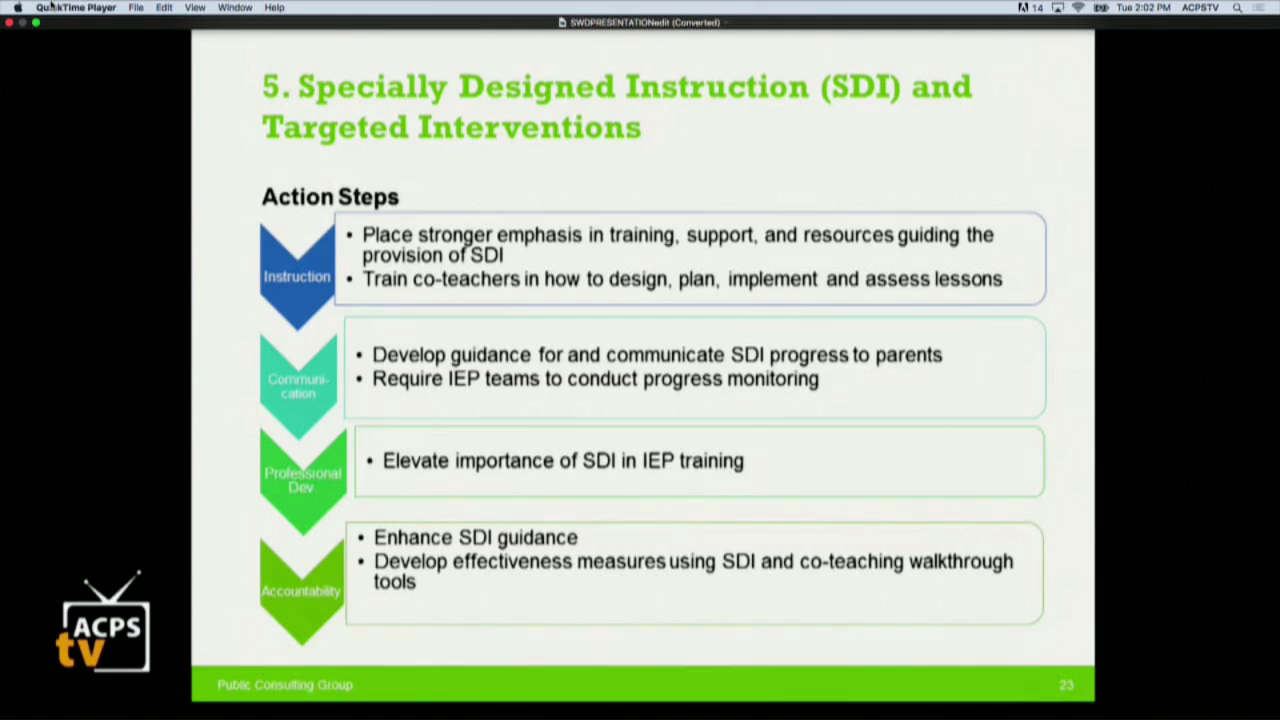 QuickTime Player File Edit View Window Help 14 Tue 2:02 PM ACPSTV
SWDPRESENTATIONedit (Converted)
5. Specially Designed Instruction (SDI) and
Targeted Interventions
Action Steps
Instruction
• Place stronger emphasis in training, support, and resources guiding the
provision of SDI
• Train co-teachers in how to design, plan, implement and assess lessons
Communi-
cation
• Develop guidance for and communicate SDI progress to parents
• Require IEP teams to conduct progress monitoring
Professional
Dev.
• Elevate importance of SDI in IEP training
Accountability
• Enhance SDI guidance
• Develop effectiveness measures using SDI and co-teaching walkthrough
tools
ACPS
tv
Public Consulting Group 23